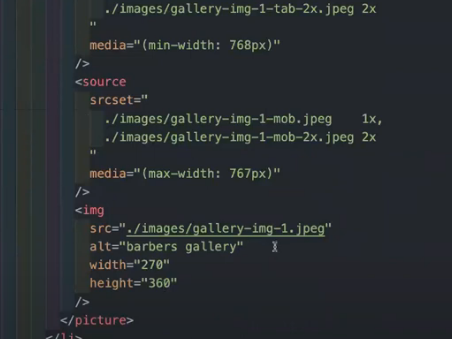 ./images/gallery-img-1-tab-2x.jpeg 2x
"
media="(min-width: 768px)"
/>
<source
srcset="
./images/gallery-img-1-mob.jpeg 1x,
./images/gallery-img-1-mob-2x.jpeg 2x
"
media="(max-width: 767px)"
/>
<img
src="./images/gallery-img-1.jpeg"
alt="barbers gallery"
width="270"
height="360"
/>
</picture>
</li>